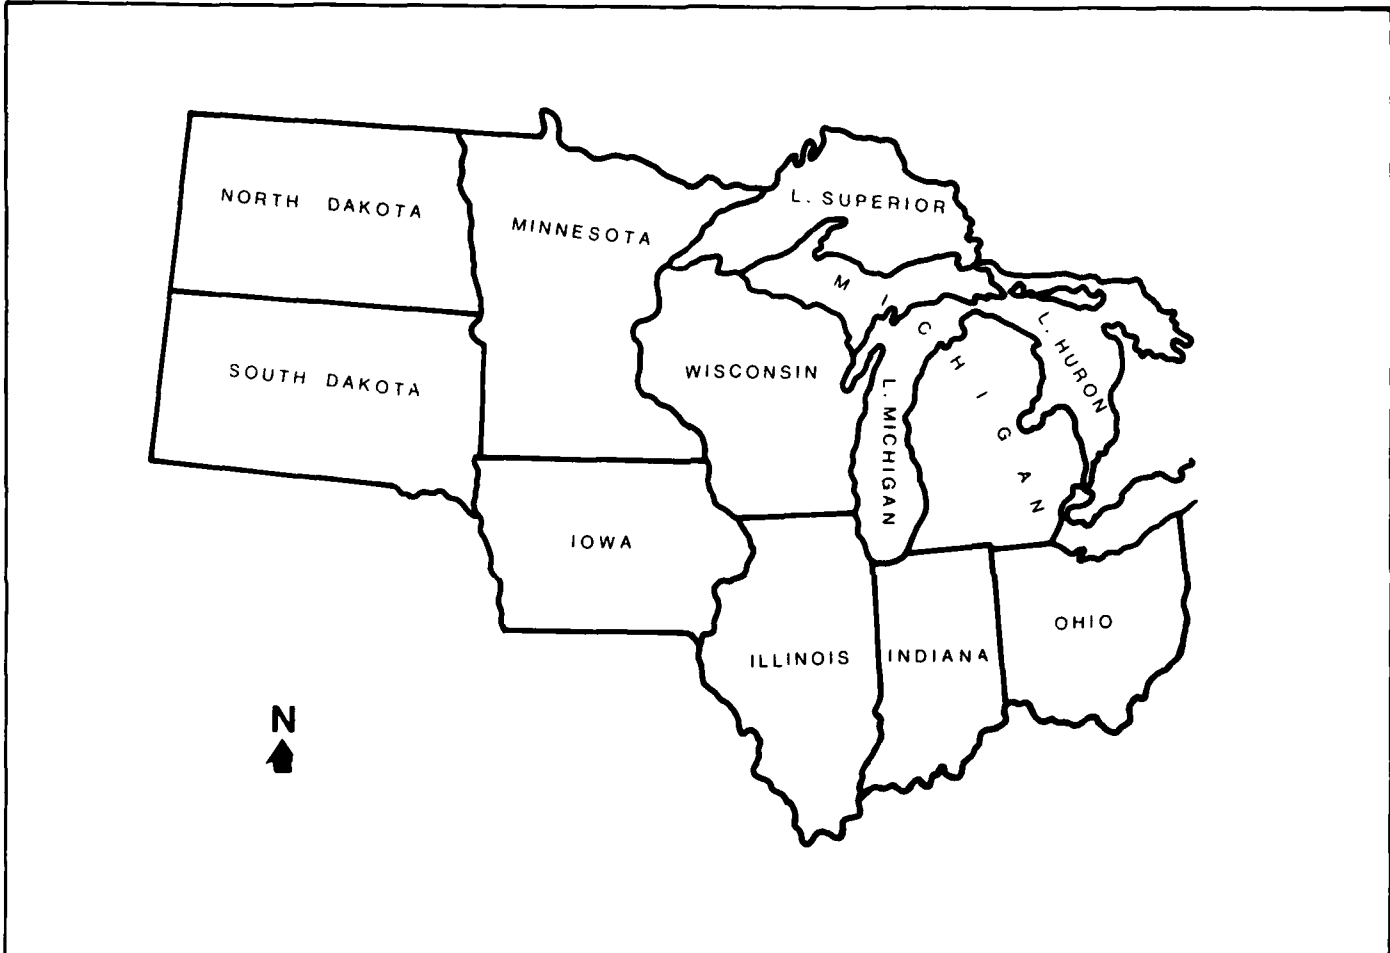 NORTH DAKOTA
MINNESOTA
L. SUPERIOR
SOUTH DAKOTA
WISCONSIN
MICHIGAN
L. HURON
L. MICHIGAN
IOWA
ILLINOIS
INDIANA
OHIO
N